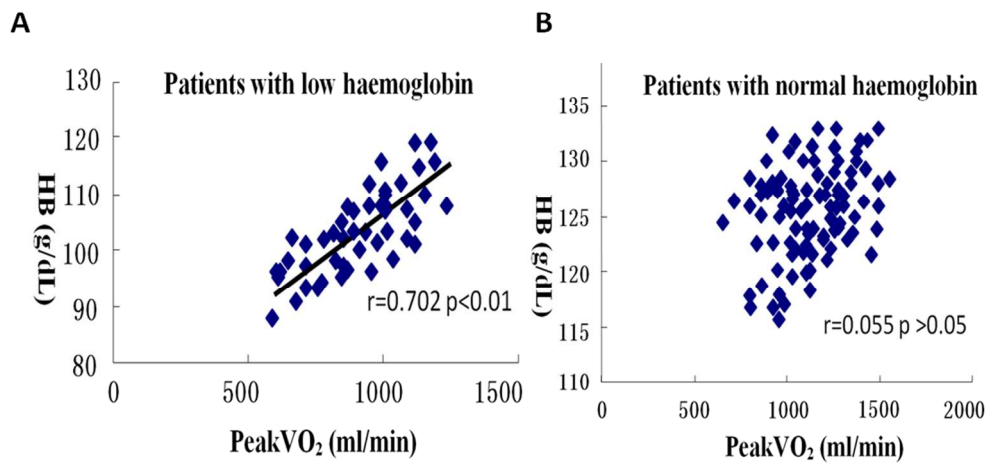 A
Patients with low haemoglobin
HB (g/dL)
130
120
110
100
90
80
r=0.702 p<0.01
0
500
1000
1500
PeakVO₂ (ml/min)
B
Patients with normal haemoglobin
HB (g/dL)
135
130
125
120
115
110
r=0.055 p >0.05
0
500
1000
1500
2000
PeakVO₂ (ml/min)